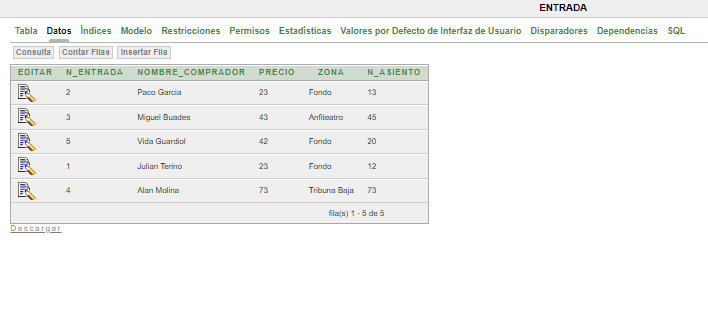 ENTRADA
Tabla Datos Índices Modelo Restricciones Permisos Estadísticas Valores por Defecto de Interfaz de Usuario Disparadores Dependencias SQL
Consulta Contar Filas Insertar Fila
EDITAR N_ENTRADA NOMBRE_COMPRADOR PRECIO ZONA N_ASIENTO
2 Paco Garcia 23 Fondo 13
3 Miguel Buades 43 Anfiteatro 45
5 Vida Guardiol 42 Fondo 20
1 Julian Terino 23 Fondo 12
4 Alan Molina 73 Tribuna Baja 73
fila(s) 1 - 5 de 5
Descargar